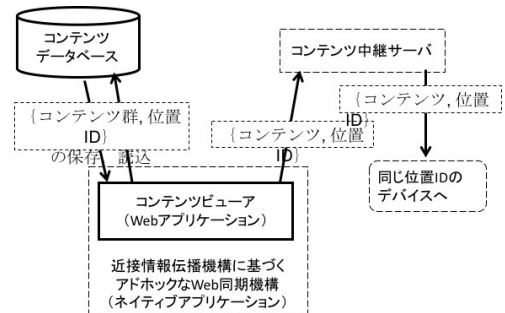 コンテンツ
データベース
コンテンツ中継サーバ
{コンテンツ群, 位置
ID}
の保存 読込
{コンテンツ, 位置
ID}
{コンテンツ, 位置
ID}
同じ位置IDの
デバイスへ
コンテンツビューア
（Webアプリケーション）
近接情報伝播機構に基づく
アドホックなWeb同期機構
（ネイティブアプリケーション）